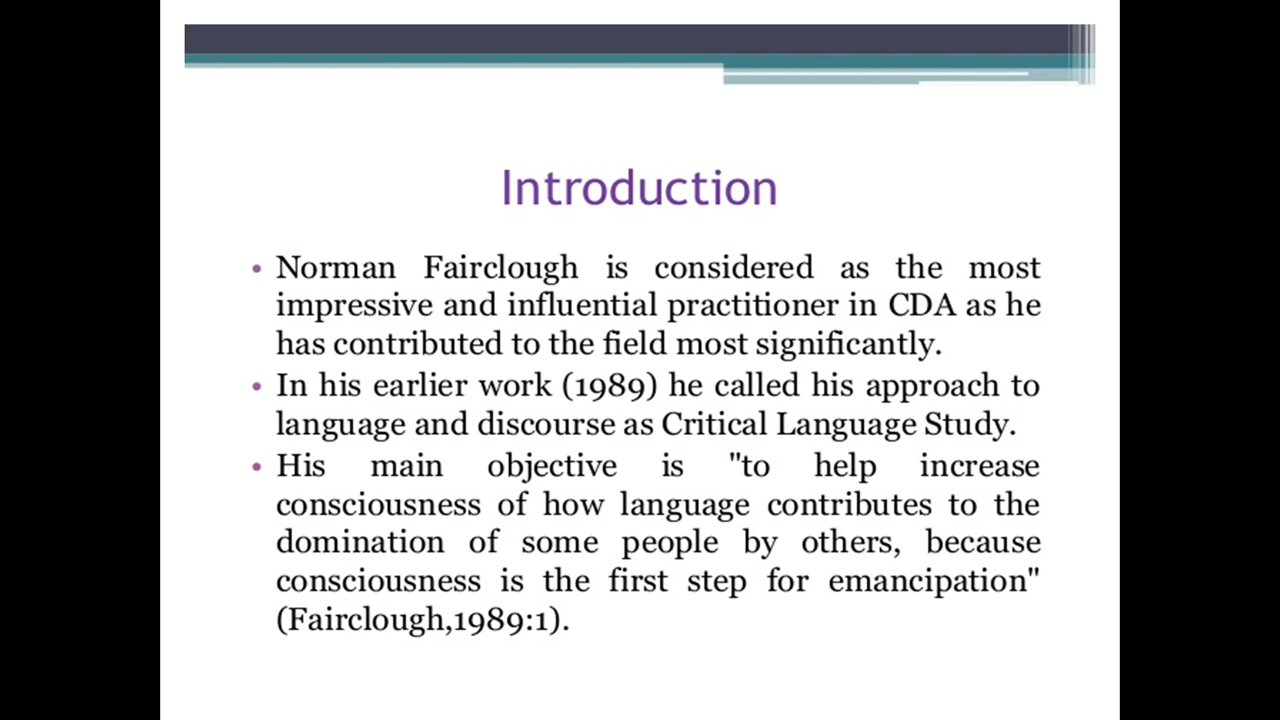 Introduction
• Norman Fairclough is considered as the most
impressive and influential practitioner in CDA as he
has contributed to the field most significantly.
• In his earlier work (1989) he called his approach to
language and discourse as Critical Language Study.
• His main objective is "to help increase
consciousness of how language contributes to the
domination of some people by others, because
consciousness is the first step for emancipation"
(Fairclough,1989:1).